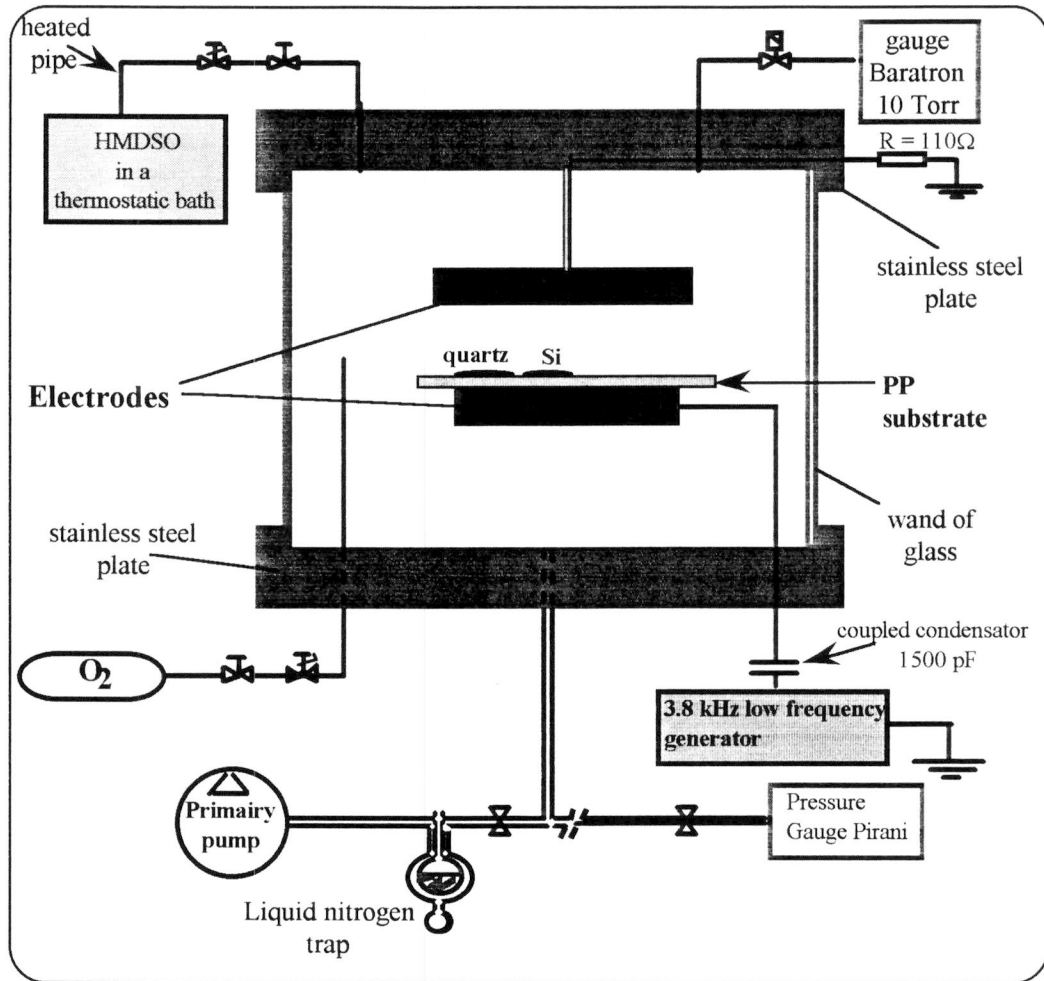 heated
pipe
HMDSO
in a
thermostatic bath
gauge
Baratron
10 Torr
R = 110Ω
stainless steel
plate
quartz Si
Electrodes
PP
substrate
wand of
glass
stainless steel
plate
O2
coupled condensator
1500 pF
3.8 kHz low frequency
generator
Primairy
pump
Pressure
Gauge Pirani
Liquid nitrogen
trap